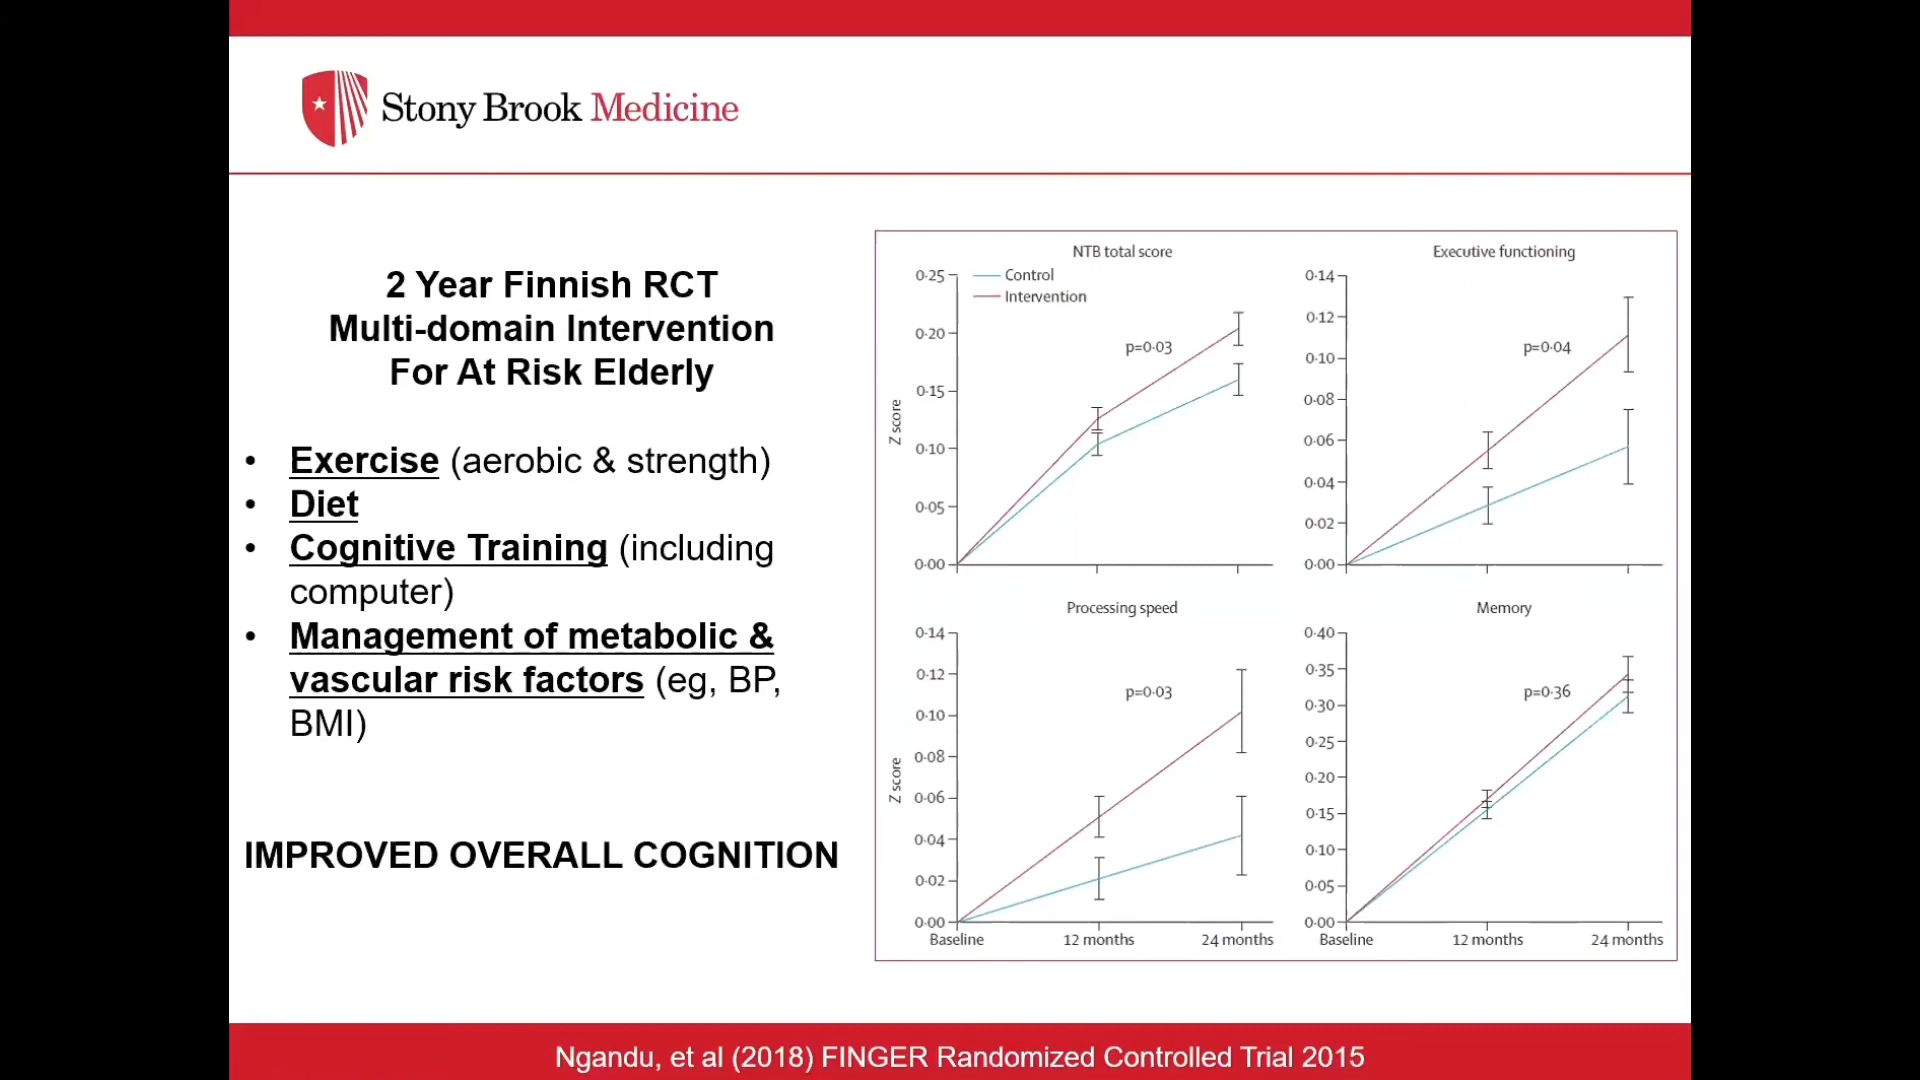 Stony Brook Medicine
2 Year Finnish RCT
Multi-domain Intervention
For At Risk Elderly
• Exercise (aerobic & strength)
• Diet
• Cognitive Training (including
computer)
• Management of metabolic &
vascular risk factors (eg, BP,
BMI)
IMPROVED OVERALL COGNITION
NTB total score
Control
Intervention
p=0·03
Z score
0·25
0·20
0·15
0·10
0·05
0·00
Executive functioning
p=0·04
0·14
0·12
0·10
0·08
0·06
0·04
0·02
0·00
Processing speed
p=0·03
Z score
0·14
0·12
0·10
0·08
0·06
0·04
0·02
0·00
Baseline
12 months
24 months
Memory
p=0·36
0·40
0·35
0·30
0·25
0·20
0·15
0·10
0·05
0·00
Baseline
12 months
24 months
Ngandu, et al (2018) FINGER Randomized Controlled Trial 2015